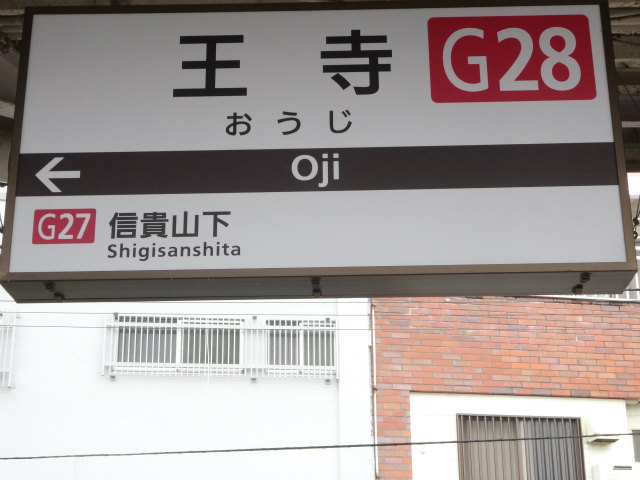 王寺 G28
おうじ
Oji
G27 信貴山下
Shigisanshita